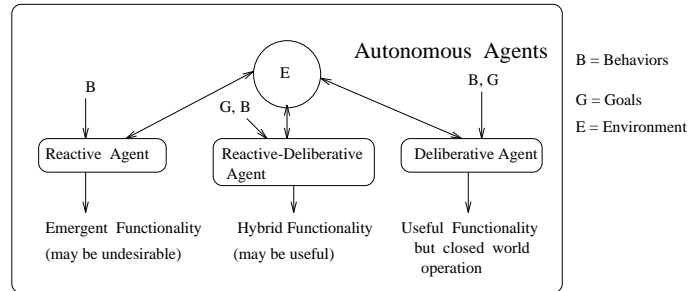 Autonomous Agents
E
B
G, B
B, G
Reactive Agent
Reactive-Deliberative
Agent
Deliberative Agent
Emergent Functionality
(may be undesirable)
Hybrid Functionality
(may be useful)
Useful Functionality
but closed world
operation
B = Behaviors
G = Goals
E = Environment